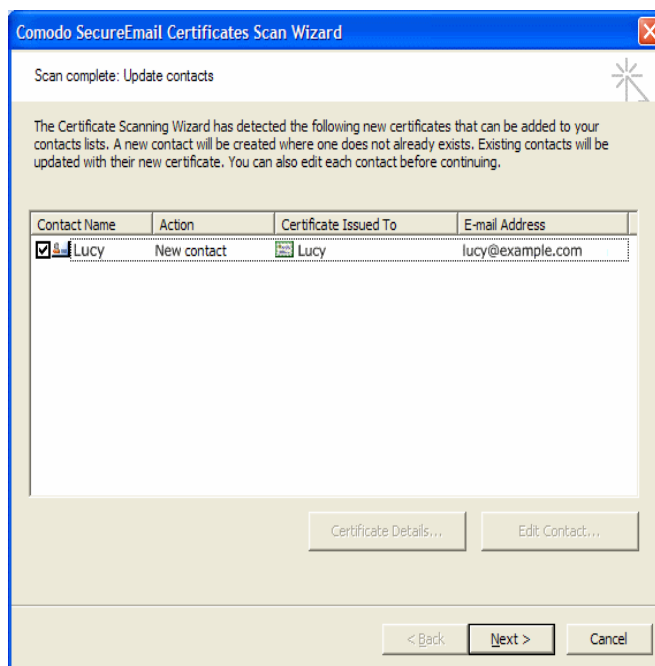 Comodo SecureEmail Certificates Scan Wizard
Scan complete: Update contacts
The Certificate Scanning Wizard has detected the following new certificates that can be added to your
contacts lists. A new contact will be created where one does not already exists. Existing contacts will be
updated with their new certificate. You can also edit each contact before continuing.
Contact Name Action Certificate Issued To E-mail Address
Lucy New contact Lucy lucy@example.com
Certificate Details... Edit Contact...
< Back Next > Cancel